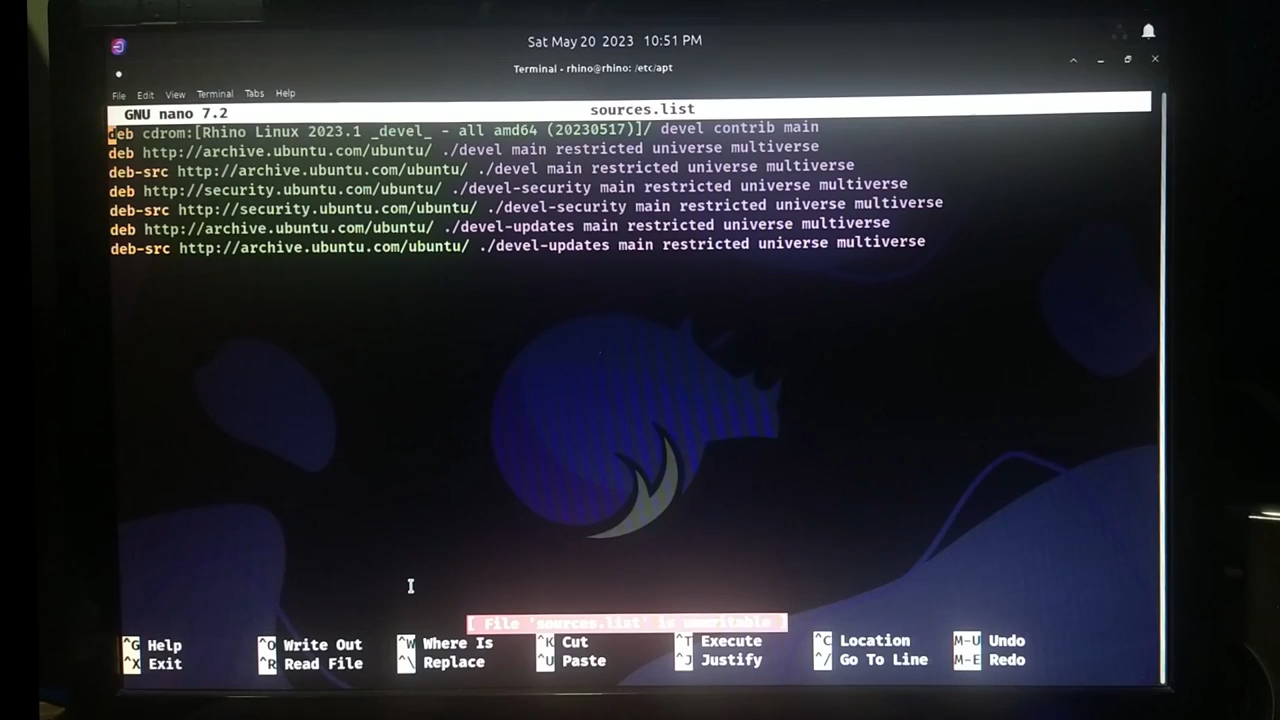 Sat May 20 2023 10:51 PM
Terminal - rhino@rhino: /etc/apt
File Edit View Terminal Tabs Help
GNU nano 7.2 sources.list
deb cdrom:[Rhino Linux 2023.1 _devel_ - all amd64 (20230517)]/ devel contrib main
deb http://archive.ubuntu.com/ubuntu/ ./devel main restricted universe multiverse
deb-src http://archive.ubuntu.com/ubuntu/ ./devel main restricted universe multiverse
deb http://security.ubuntu.com/ubuntu/ ./devel-security main restricted universe multiverse
deb-src http://security.ubuntu.com/ubuntu/ ./devel-security main restricted universe multiverse
deb http://archive.ubuntu.com/ubuntu/ ./devel-updates main restricted universe multiverse
deb-src http://archive.ubuntu.com/ubuntu/ ./devel-updates main restricted universe multiverse
[ File 'sources.list' is unwritable ]
^G Help ^O Write Out ^W Where Is ^K Cut ^T Execute ^C Location M-U Undo
^X Exit ^R Read File ^\ Replace ^U Paste ^J Justify ^/ Go To Line M-E Redo